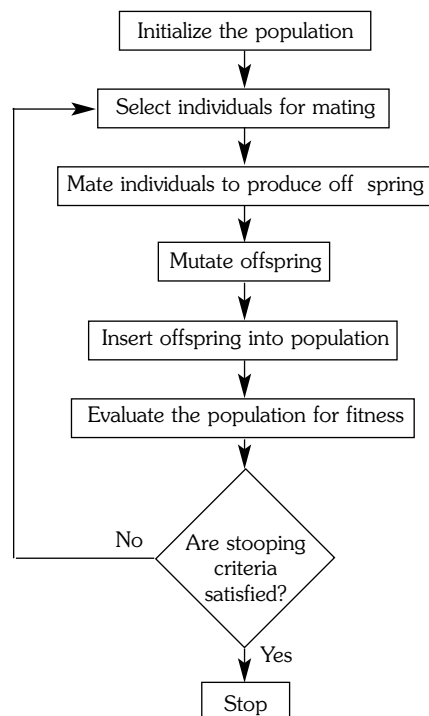 Initialize the population
Select individuals for mating
Mate individuals to produce off spring
Mutate offspring
Insert offspring into population
Evaluate the population for fitness
No
Are stooping
criteria
satisfied?
Yes
Stop